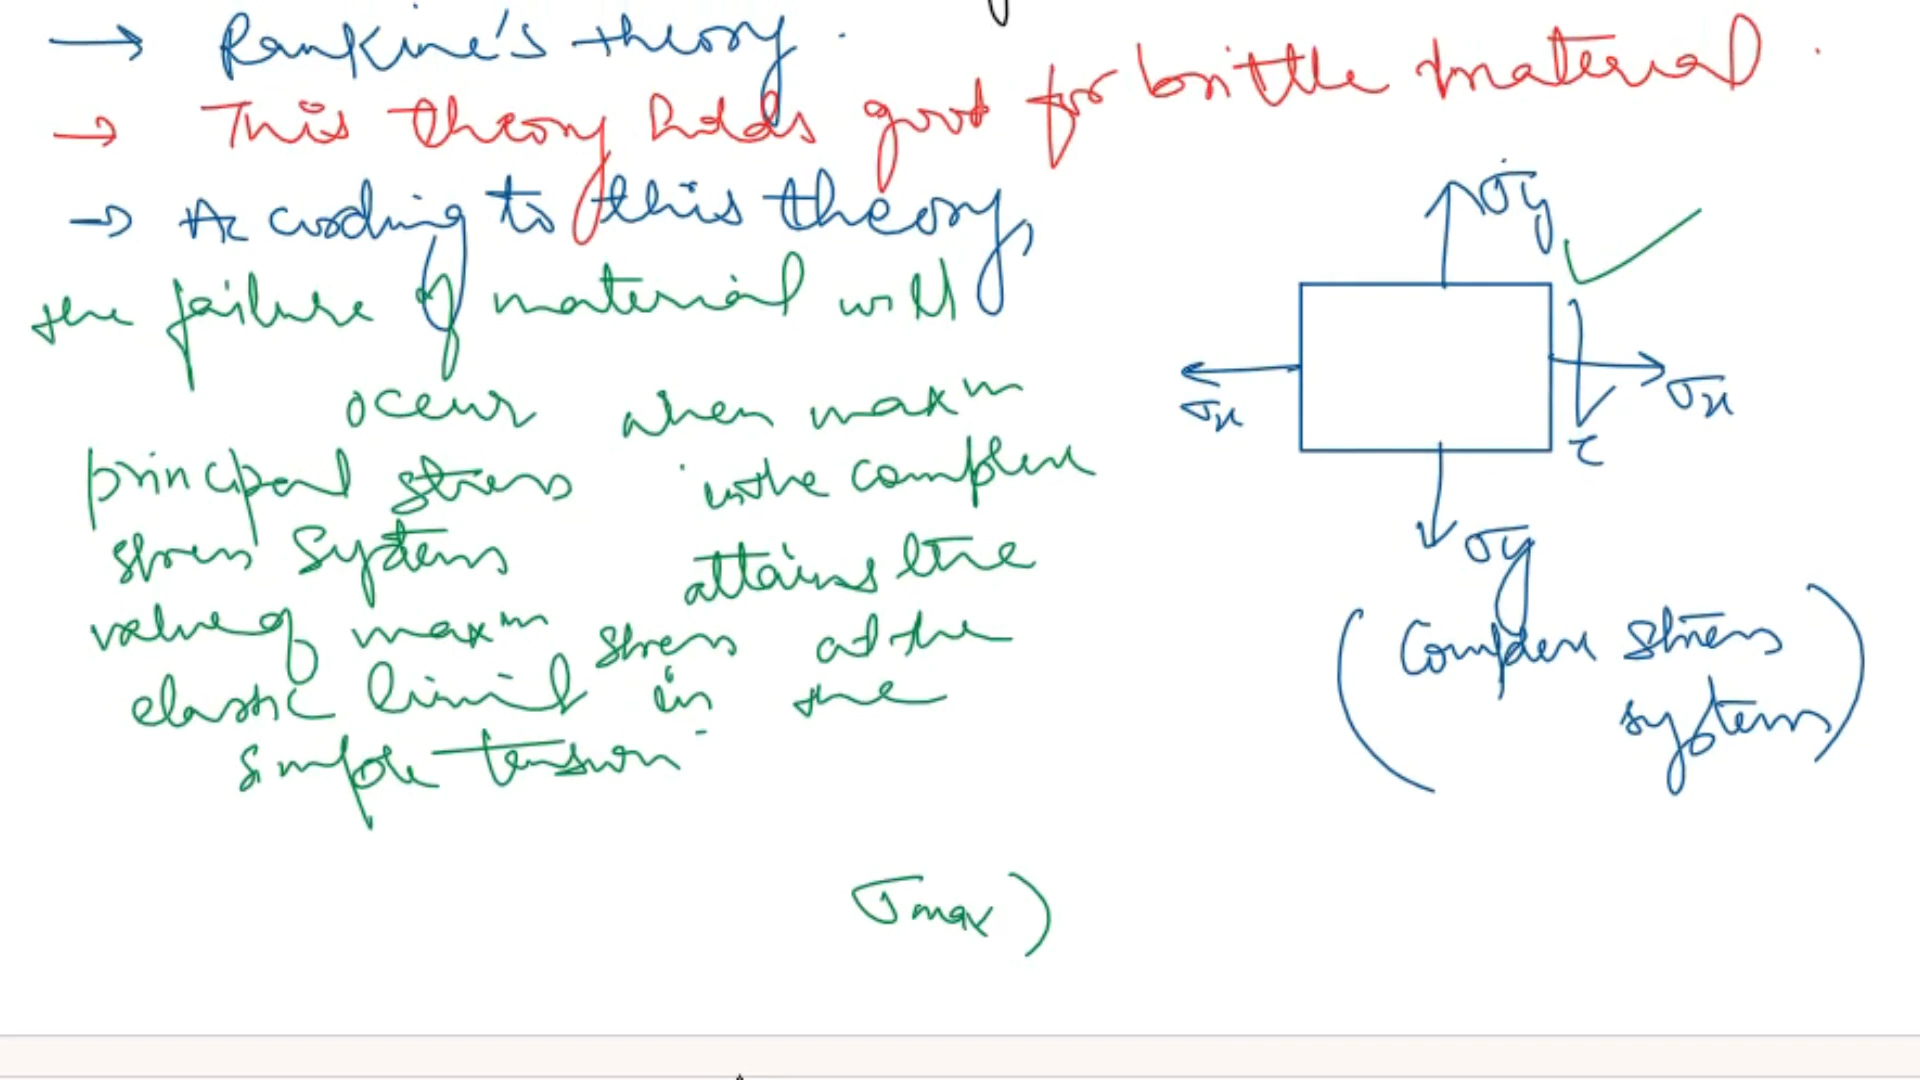 → Rankine's theory.
→ This theory holds good for brittle material.
→ According to this theory,
the failure of material will
occur when maxᵐ
principal stress in the complex
stress system attains the
value of maxᵐ stress at the
elastic limit in the
simple tension
σmax)
σy
σx
σx
τ
σy
(Complex stress
system)